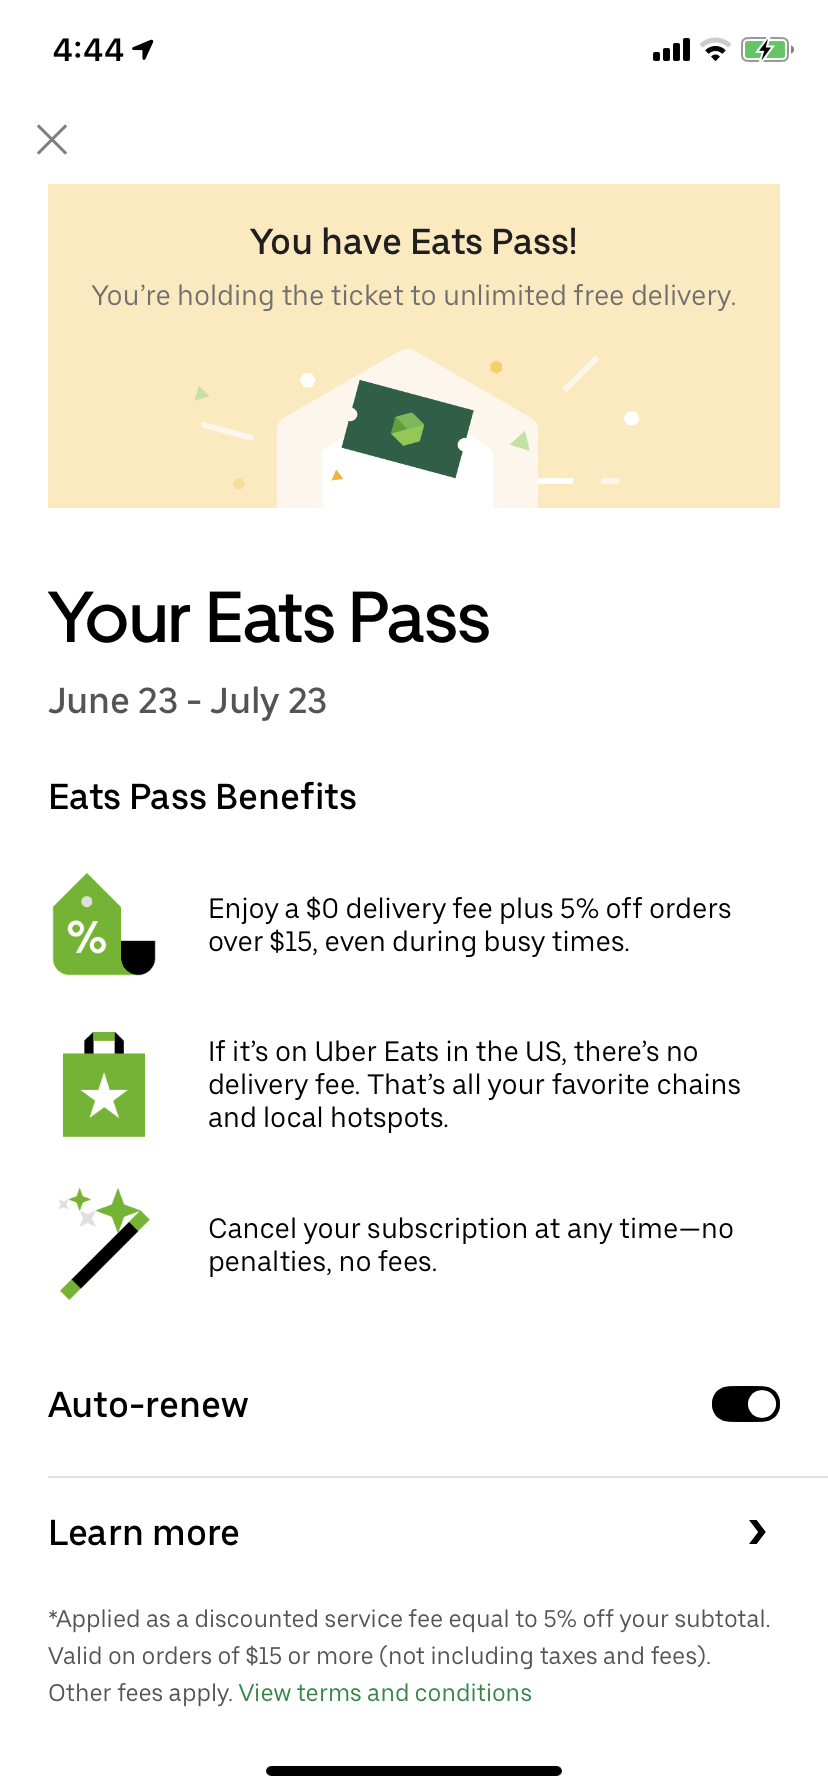 4:44
You have Eats Pass!
You’re holding the ticket to unlimited free delivery.
Your Eats Pass
June 23 - July 23
Eats Pass Benefits
%
Enjoy a $0 delivery fee plus 5% off orders
over $15, even during busy times.
If it’s on Uber Eats in the US, there’s no
delivery fee. That’s all your favorite chains
and local hotspots.
Cancel your subscription at any time—no
penalties, no fees.
Auto-renew
Learn more
*Applied as a discounted service fee equal to 5% off your subtotal.
Valid on orders of $15 or more (not including taxes and fees).
Other fees apply. View terms and conditions